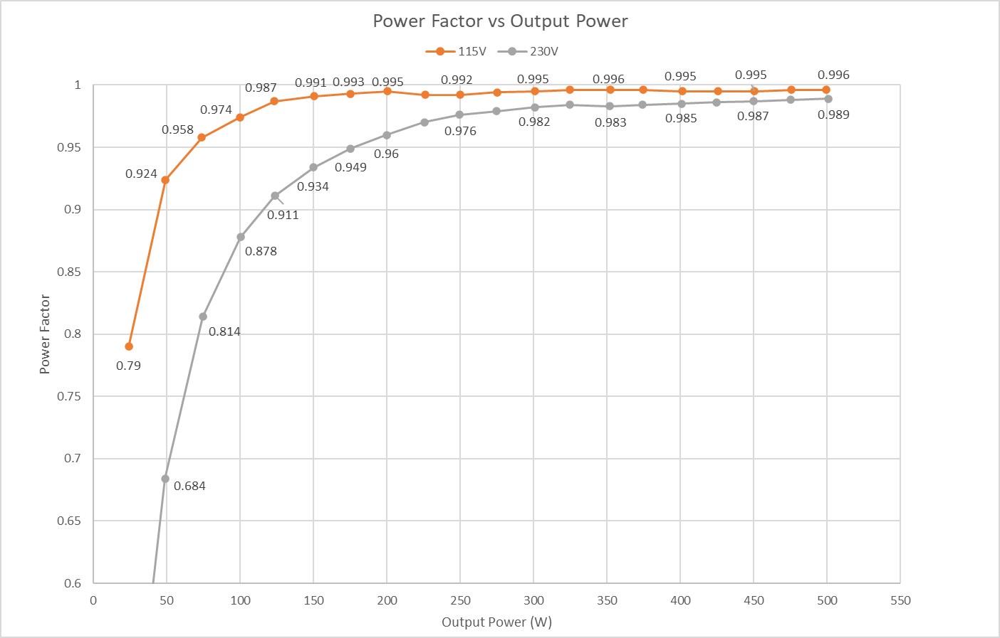 Power Factor vs Output Power
115V 230V
0.987 0.991 0.993 0.995 0.992 0.995 0.996 0.995 0.995 0.996
1
0.974
0.958
0.976 0.982 0.983 0.985 0.987 0.989
0.95
0.96
0.949
0.924
0.934
0.9
0.911
0.878
0.85
0.814
0.8
0.79
0.75
0.7
0.684
0.65
0.6
0 50 100 150 200 250 300 350 400 450 500 550
Power Factor
Output Power (W)